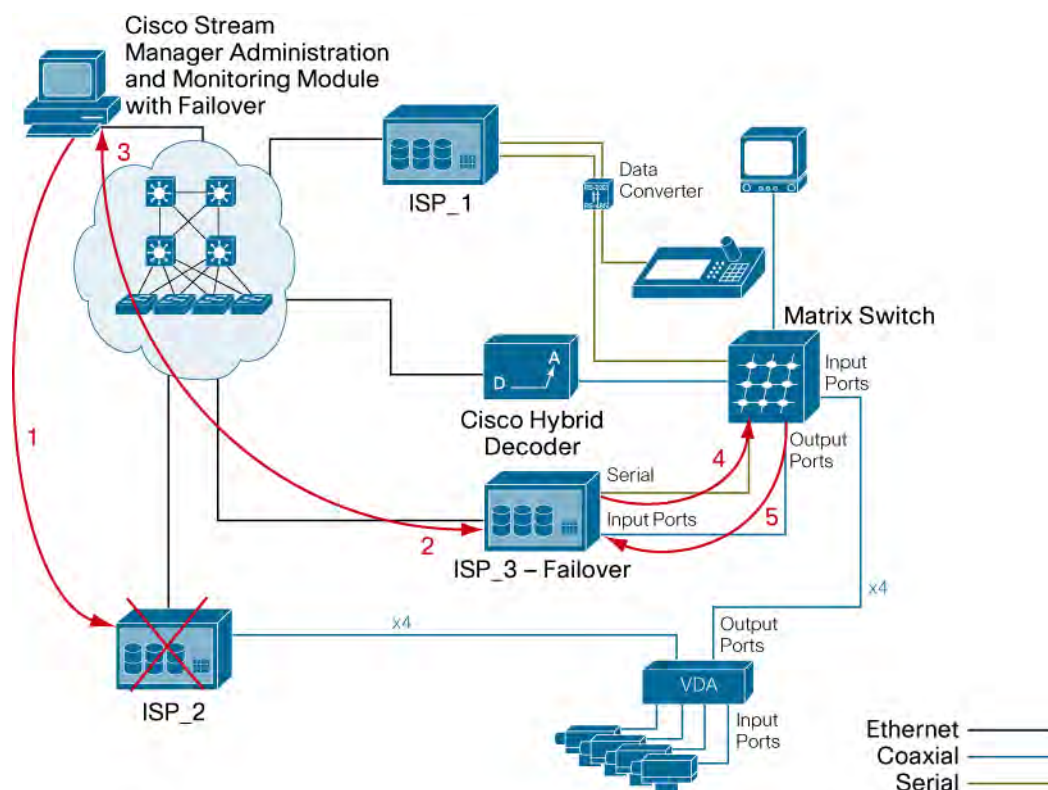 Cisco Stream
Manager Administration
and Monitoring Module
with Failover
3
ISP_1
Data
Converter
Matrix Switch
Input
Ports
A
D
Cisco Hybrid
Decoder
Output
Ports
1
4
Serial
2
Input Ports
5
ISP_3 – Failover
x4
x4
Output
Ports
VDA
ISP_2
Input
Ports
Ethernet
Coaxial
Serial